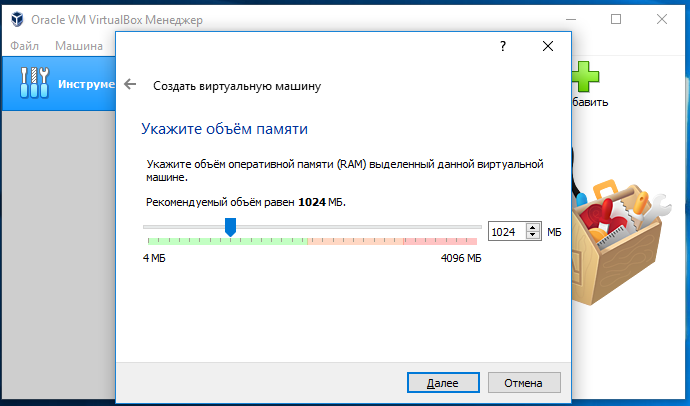 Oracle VM VirtualBox Менеджер
Файл Машина
?
Инструме
бавить
Создать виртуальную машину
Укажите объём памяти
Укажите объём оперативной памяти (RAM) выделенный данной виртуальной
машине.
Рекомендуемый объём равен 1024 МБ.
1024 МБ
4 МБ 4096 МБ
Далее Отмена